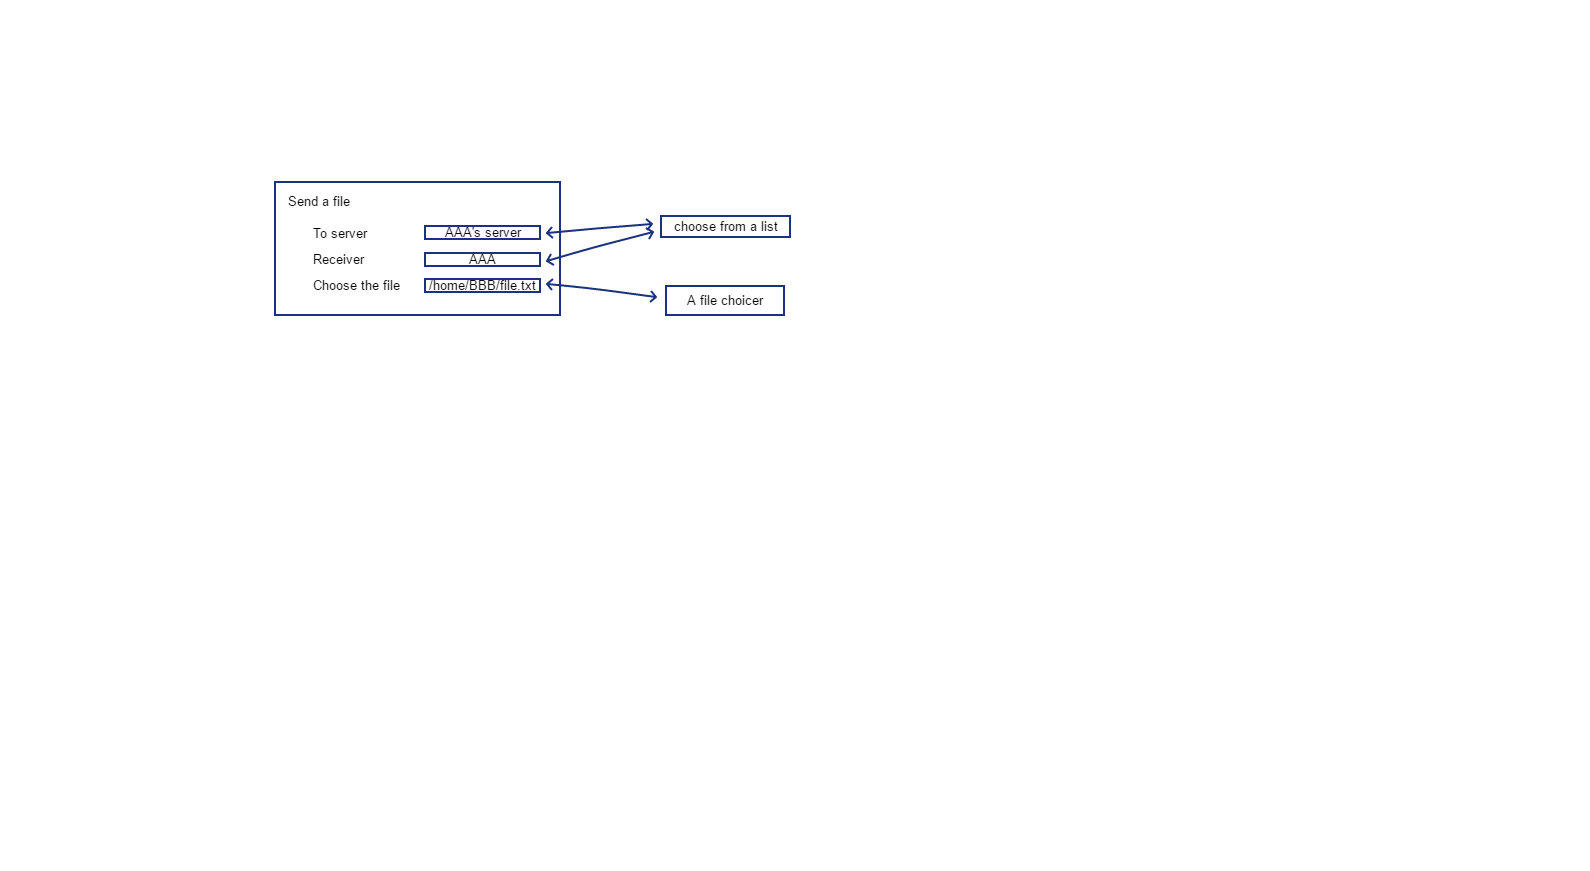 Send a file
To server AAA's server
Receiver AAA
Choose the file /home/BBB/file.txt
choose from a list
A file choicer